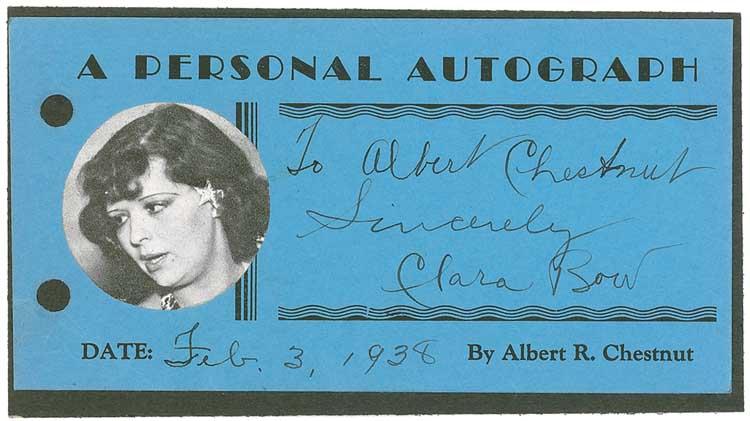 A PERSONAL AUTOGRAPH
To Albert Chestnut
Sincerely
Clara Bow
DATE: Feb. 3, 1938 By Albert R. Chestnut